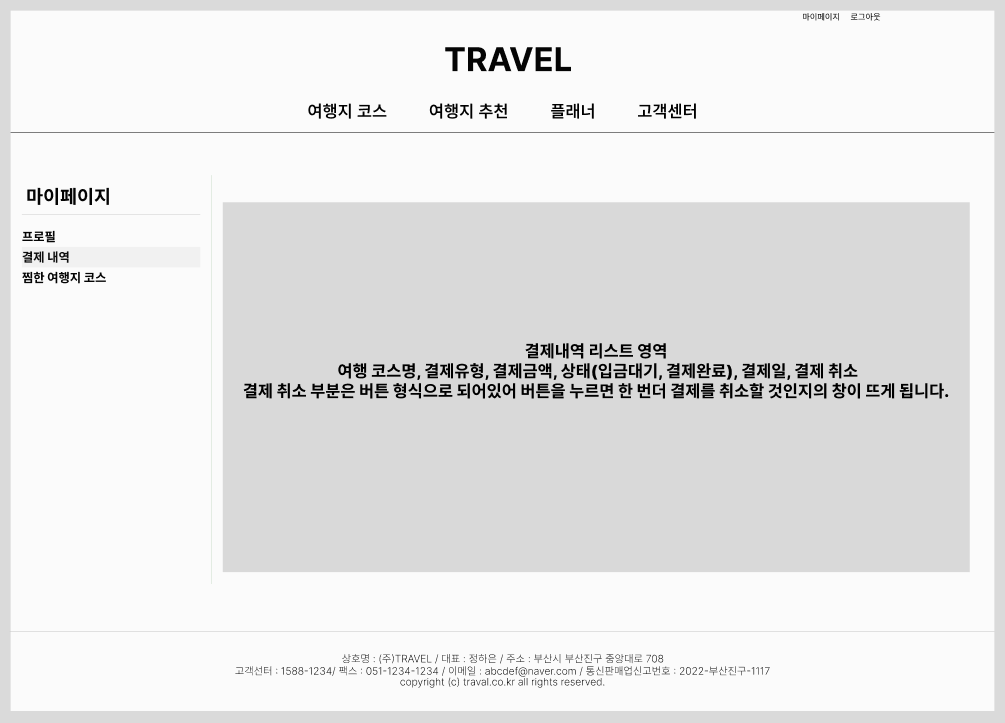 마이페이지 로그아웃
TRAVEL
여행지 코스 여행지 추천 플래너 고객센터
마이페이지
프로필
결제 내역
찜한 여행지 코스
결제내역 리스트 영역
여행 코스명, 결제유형, 결제금액, 상태(입금대기, 결제완료), 결제일, 결제 취소
결제 취소 부분은 버튼 형식으로 되어있어 버튼을 누르면 한 번더 결제를 취소할 것인지의 창이 뜨게 됩니다.
상호명 : (주)TRAVEL / 대표 : 정하은 / 주소 : 부산시 부산진구 중앙대로 708
고객선터 : 1588-1234/ 팩스 : 051-1234-1234 / 이메일 : abcdef@naver.com / 통신판매업신고번호 : 2022-부산진구-1117
copyright (c) traval.co.kr all rights reserved.